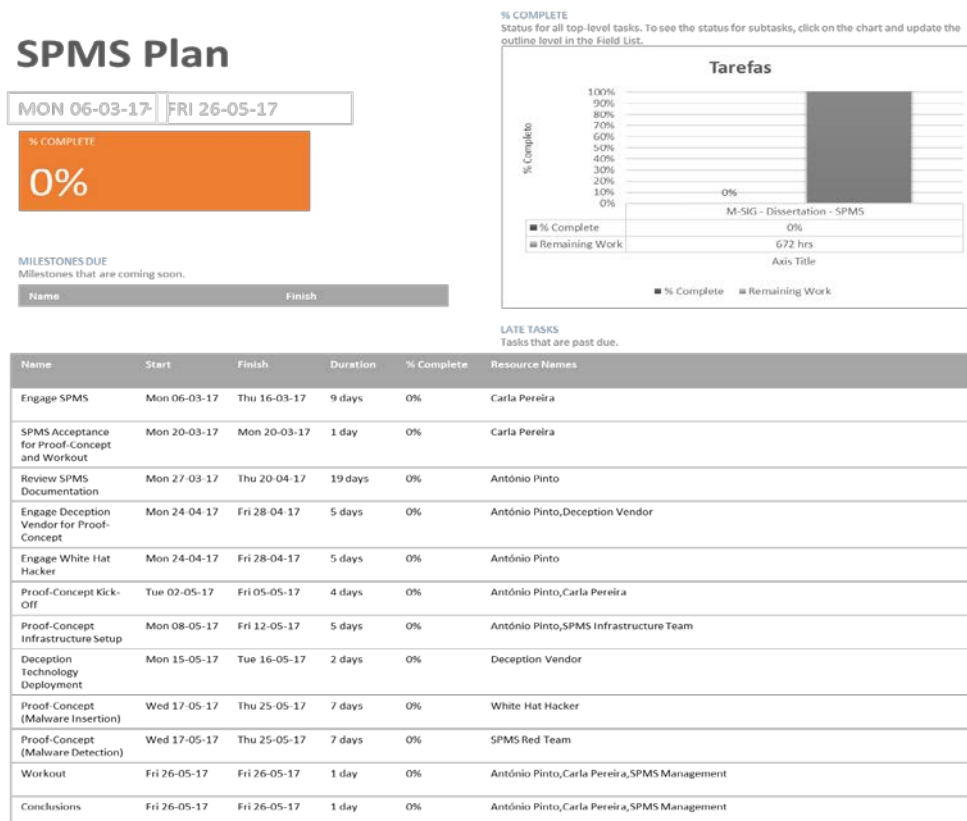 SPMS Plan
MON 06-03-17- FRI 26-05-17
% COMPLETE
0%
MILESTONES DUE
Milestones that are coming soon.
Name Finish
% COMPLETE
Status for all top-level tasks. To see the status for subtasks, click on the chart and update the
outline level in the Field List.
Tarefas
% Completo
100%
90%
80%
70%
60%
50%
40%
30%
20%
10%
0%
0%
M-SIG - Dissertation - SPMS
% Complete 0%
Remaining Work 672 hrs
Axis Title
% Complete Remaining Work
LATE TASKS
Tasks that are past due.
Name Start Finish Duration % Complete Resource Names
Engage SPMS Mon 06-03-17 Thu 16-03-17 9 days 0% Carla Pereira
SPMS Acceptance Mon 20-03-17 Mon 20-03-17 1 day 0% Carla Pereira
for Proof-Concept
and Workout
Review SPMS Mon 27-03-17 Thu 20-04-17 19 days 0% António Pinto
Documentation
Engage Deception Mon 24-04-17 Fri 28-04-17 5 days 0% António Pinto,Deception Vendor
Vendor for Proof-
Concept
Engage White Hat Mon 24-04-17 Fri 28-04-17 5 days 0% António Pinto
Hacker
Proof-Concept Kick- Tue 02-05-17 Fri 05-05-17 4 days 0% António Pinto,Carla Pereira
Off
Proof-Concept Mon 08-05-17 Fri 12-05-17 5 days 0% António Pinto,SPMS Infrastructure Team
Infrastructure Setup
Deception Mon 15-05-17 Tue 16-05-17 2 days 0% Deception Vendor
Technology
Deployment
Proof-Concept Wed 17-05-17 Thu 25-05-17 7 days 0% White Hat Hacker
(Malware Insertion)
Proof-Concept Wed 17-05-17 Thu 25-05-17 7 days 0% SPMS Red Team
(Malware Detection)
Workout Fri 26-05-17 Fri 26-05-17 1 day 0% António Pinto,Carla Pereira,SPMS Management
Conclusions Fri 26-05-17 Fri 26-05-17 1 day 0% António Pinto,Carla Pereira,SPMS Management